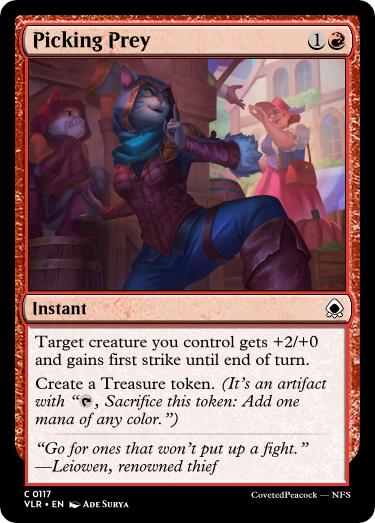 Picking Prey 1
Instant
Target creature you control gets +2/+0
and gains first strike until end of turn.
Create a Treasure token. (It's an artifact
with “, Sacrifice this token: Add one
mana of any color.”)
“Go for ones that won't put up a fight.”
—Leiowen, renowned thief
C 0117
VLR • EN Ade Surya
CovetedPeacock — NFS